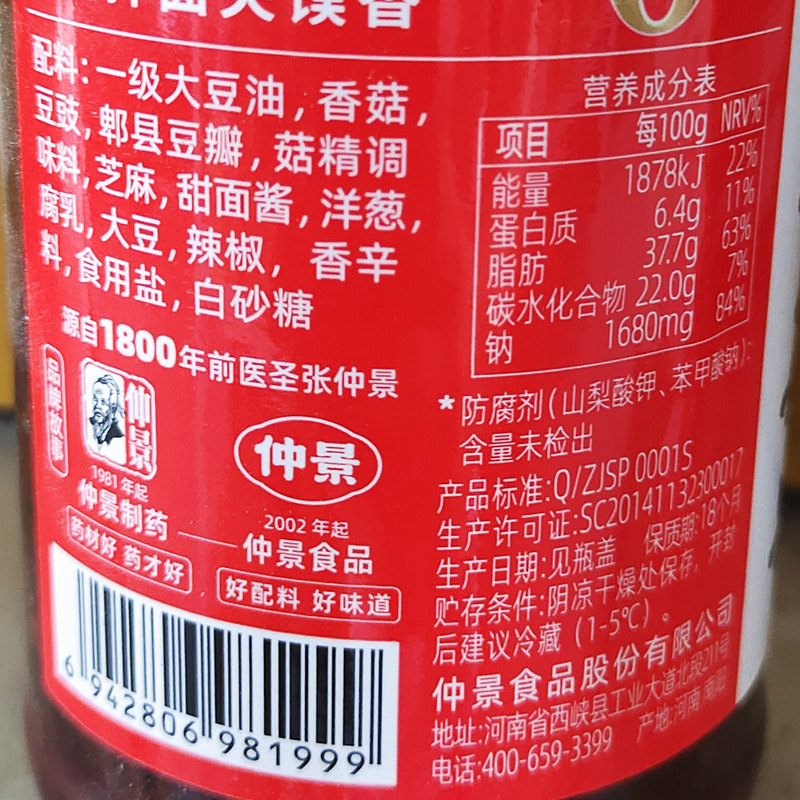 配料:一级大豆油,香菇,
豆豉,郫县豆瓣,菇精调
味料,芝麻,甜面酱,洋葱,
腐乳,大豆,辣椒,香辛
料,食用盐,白砂糖
源自1800年前医圣张仲景
品牌故事
仲景
1981年起
仲景制药
药材好 药才好
仲景
2002年起
仲景食品
好配料 好味道
6 942806 981999
营养成分表
项目 每100g NRV%
能量 1878kJ 22%
蛋白质 6.4g 11%
脂肪 37.7g 63%
碳水化合物 22.0g 7%
钠 1680mg 84%
*防腐剂(山梨酸钾、苯甲酸钠):
含量未检出
产品标准:Q/ZJSP 0001S
生产许可证:SC20141132300017
生产日期:见瓶盖 保质期:18个月
贮存条件:阴凉干燥处保存,开封
后建议冷藏(1-5℃)。
仲景食品股份有限公司
地址:河南省西峡县工业大道北段211号
电话:400-659-3399 产地:河南 南阳